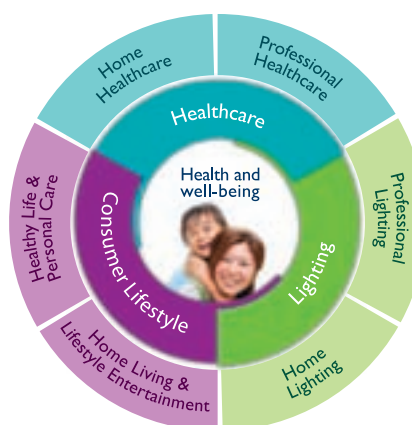 Home
Healthcare
Professional
Healthcare
Healthcare
Health and
well-being
Healthy Life &
Personal Care
Consumer Lifestyle
Lighting
Professional
Lighting
Home Living &
Lifestyle Entertainment
Home
Lighting